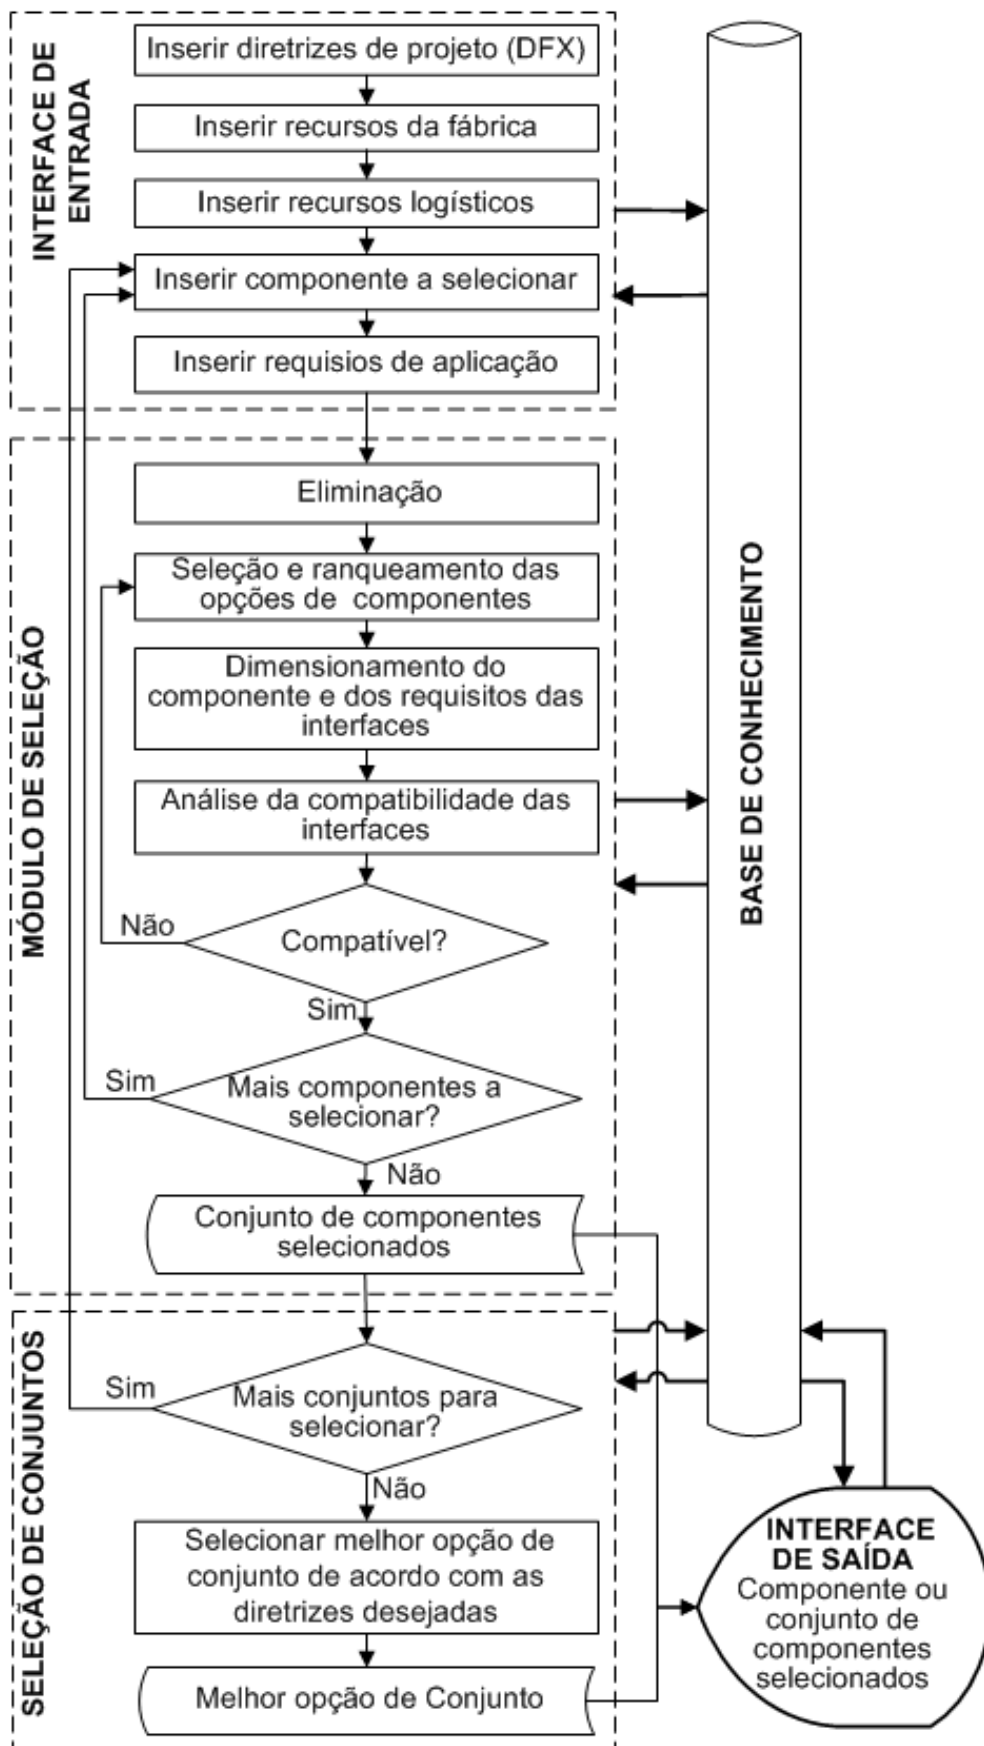 INTERFACE DE
ENTRADA
Inserir diretrizes de projeto (DFX)
Inserir recursos da fábrica
Inserir recursos logísticos
Inserir componente a selecionar
Inserir requisios de aplicação
MÓDULO DE SELEÇÃO
Eliminação
Seleção e ranqueamento das
opções de componentes
Dimensionamento do
componente e dos requisitos das
interfaces
Análise da compatibilidade das
interfaces
Não
Compatível?
Sim
Sim
Mais componentes a
selecionar?
Não
Conjunto de componentes
selecionados
SELEÇÃO DE CONJUNTOS
Sim
Mais conjuntos para
selecionar?
Não
Selecionar melhor opção de
conjunto de acordo com as
diretrizes desejadas
Melhor opção de Conjunto
BASE DE CONHECIMENTO
INTERFACE
DE SAÍDA
Componente ou
conjunto de
componentes
selecionados